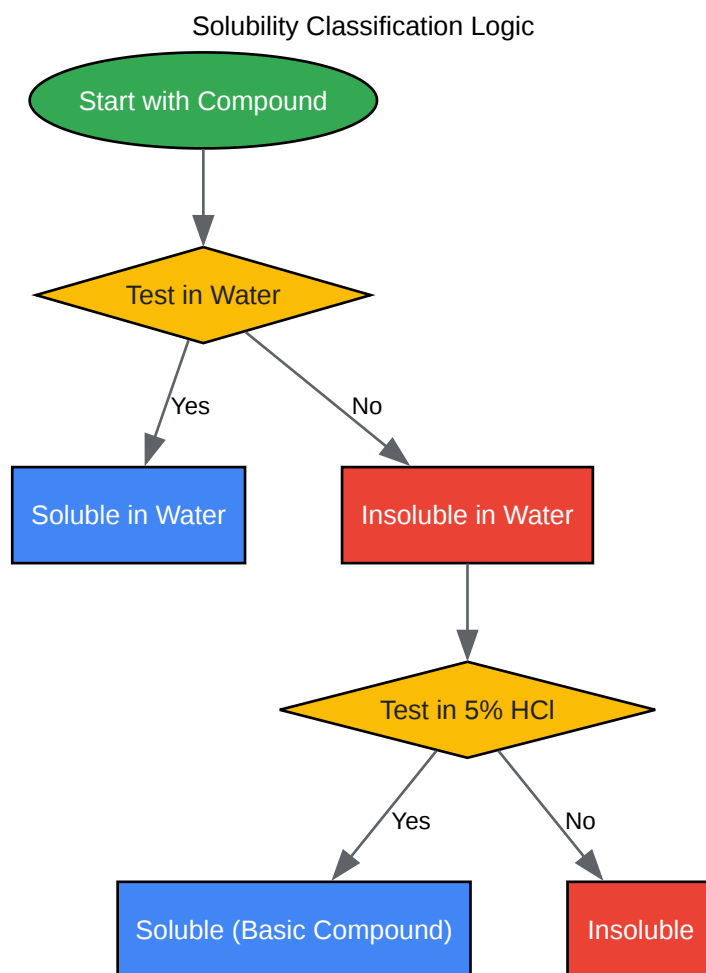 Solubility Classification Logic
Start with Compound
Test in Water
Yes
No
Soluble in Water
Insoluble in Water
Test in 5% HCl
Yes
No
Soluble (Basic Compound)
Insoluble